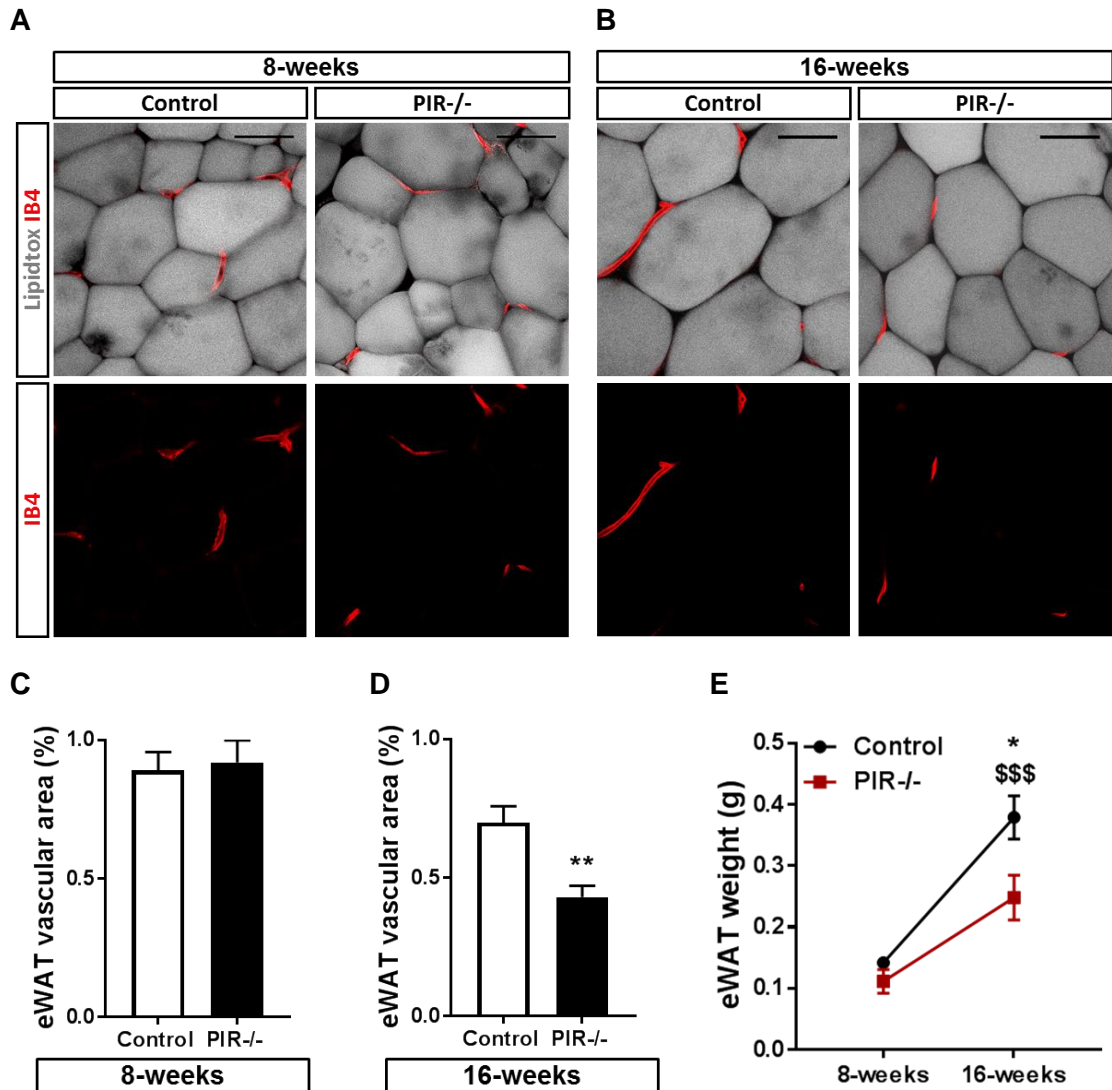 A
B
8-weeks
16-weeks
Control
PIR-/-
Control
PIR-/-
Lipidtox IB4
IB4
C
D
E
eWAT vascular area (%)
1.0
0.5
0.0
Control PIR-/-
8-weeks
eWAT vascular area (%)
1.0
0.5
0.0
**
Control PIR-/-
16-weeks
eWAT weight (g)
0.5
0.4
0.3
0.2
0.1
0.0
Control
PIR-/-
*
$$$
8-weeks 16-weeks